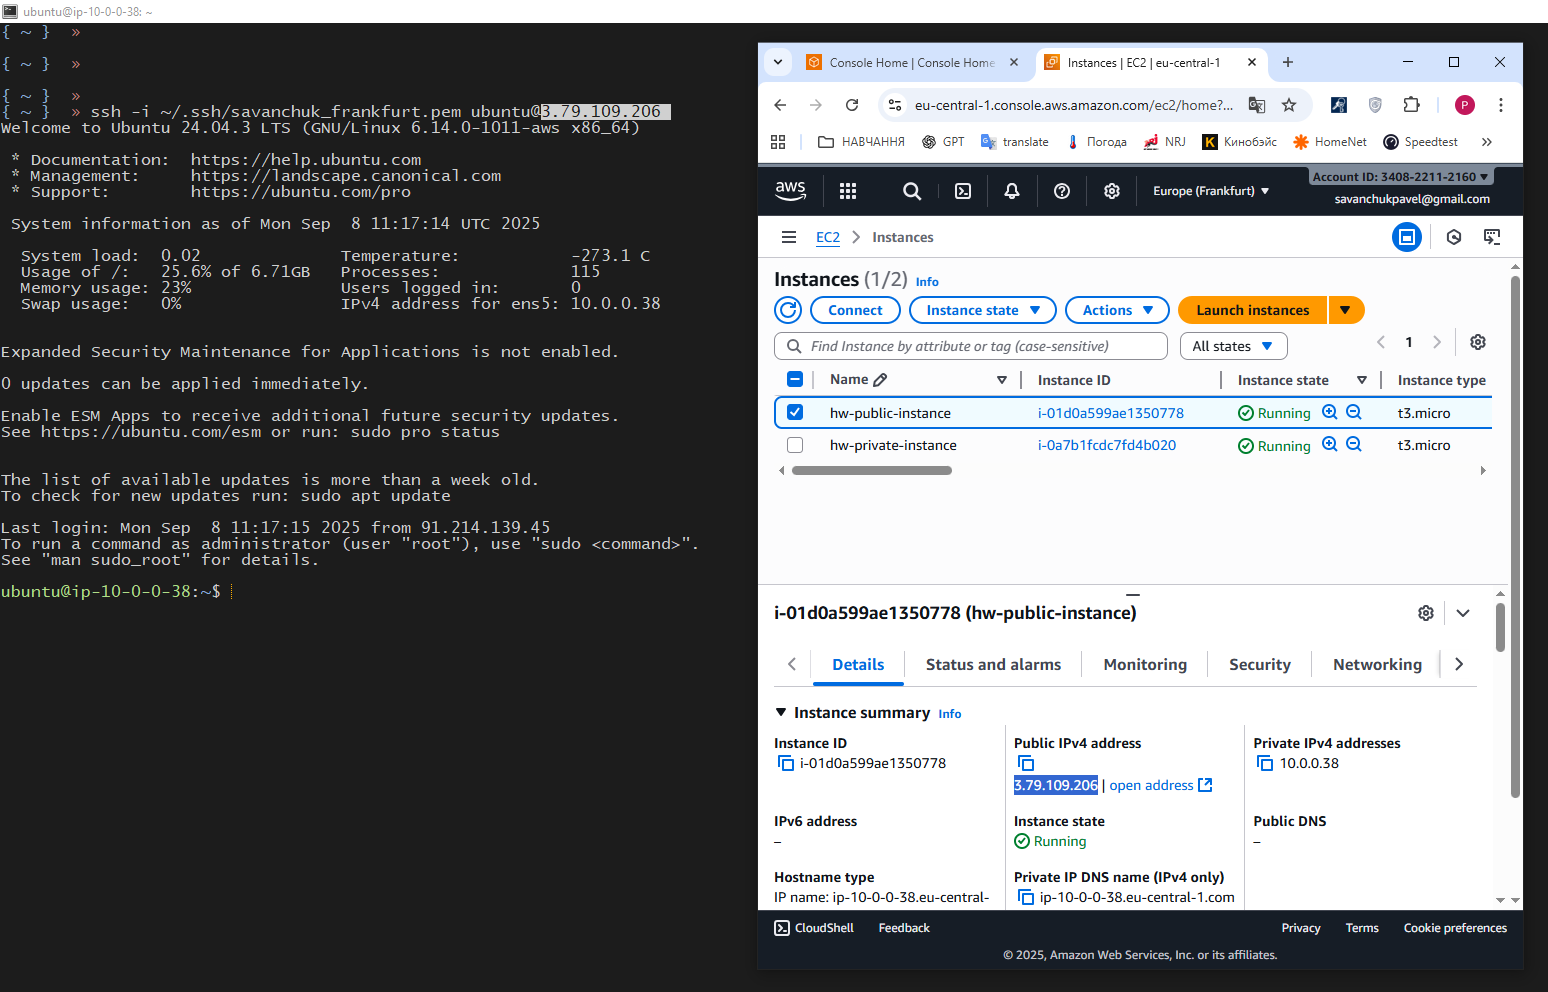 ubuntu@ip-10-0-0-38: ~
{ ~ }  »
{ ~ }  »
{ ~ }  »
{ ~ }  » ssh -i ~/.ssh/savanchuk_frankfurt.pem ubuntu@3.79.109.206
Welcome to Ubuntu 24.04.3 LTS (GNU/Linux 6.14.0-1011-aws x86_64)
* Documentation:  https://help.ubuntu.com
* Management:     https://landscape.canonical.com
* Support:        https://ubuntu.com/pro
System information as of Mon Sep  8 11:17:14 UTC 2025
System load:  0.02              Temperature:           -273.1 C
Usage of /:   25.6% of 6.71GB   Processes:             115
Memory usage: 23%               Users logged in:       0
Swap usage:   0%                IPv4 address for ens5: 10.0.0.38
Expanded Security Maintenance for Applications is not enabled.
0 updates can be applied immediately.
Enable ESM Apps to receive additional future security updates.
See https://ubuntu.com/esm or run: sudo pro status
The list of available updates is more than a week old.
To check for new updates run: sudo apt update
Last login: Mon Sep  8 11:17:15 2025 from 91.214.139.45
To run a command as administrator (user "root"), use "sudo <command>".
See "man sudo_root" for details.
ubuntu@ip-10-0-0-38:~$
Console Home | Console Home
Instances | EC2 | eu-central-1
eu-central-1.console.aws.amazon.com/ec2/home?...
P
НАВЧАННЯ GPT translate Погода NRJ Кинобэйс HomeNet Speedtest »
aws
Europe (Frankfurt)
Account ID: 3408-2211-2160
savanchukpavel@gmail.com
EC2 Instances
Instances (1/2) Info
Connect Instance state Actions Launch instances
Find Instance by attribute or tag (case-sensitive) All states 1
Name Instance ID Instance state Instance type
hw-public-instance i-01d0a599ae1350778 Running t3.micro
hw-private-instance i-0a7b1fcdc7fd4b020 Running t3.micro
i-01d0a599ae1350778 (hw-public-instance)
Details Status and alarms Monitoring Security Networking
Instance summary Info
Instance ID
i-01d0a599ae1350778
Public IPv4 address
3.79.109.206 | open address
Private IPv4 addresses
10.0.0.38
IPv6 address
–
Instance state
Running
Public DNS
–
Hostname type
IP name: ip-10-0-0-38.eu-central-
Private IP DNS name (IPv4 only)
ip-10-0-0-38.eu-central-1.com
CloudShell Feedback Privacy Terms Cookie preferences
© 2025, Amazon Web Services, Inc. or its affiliates.